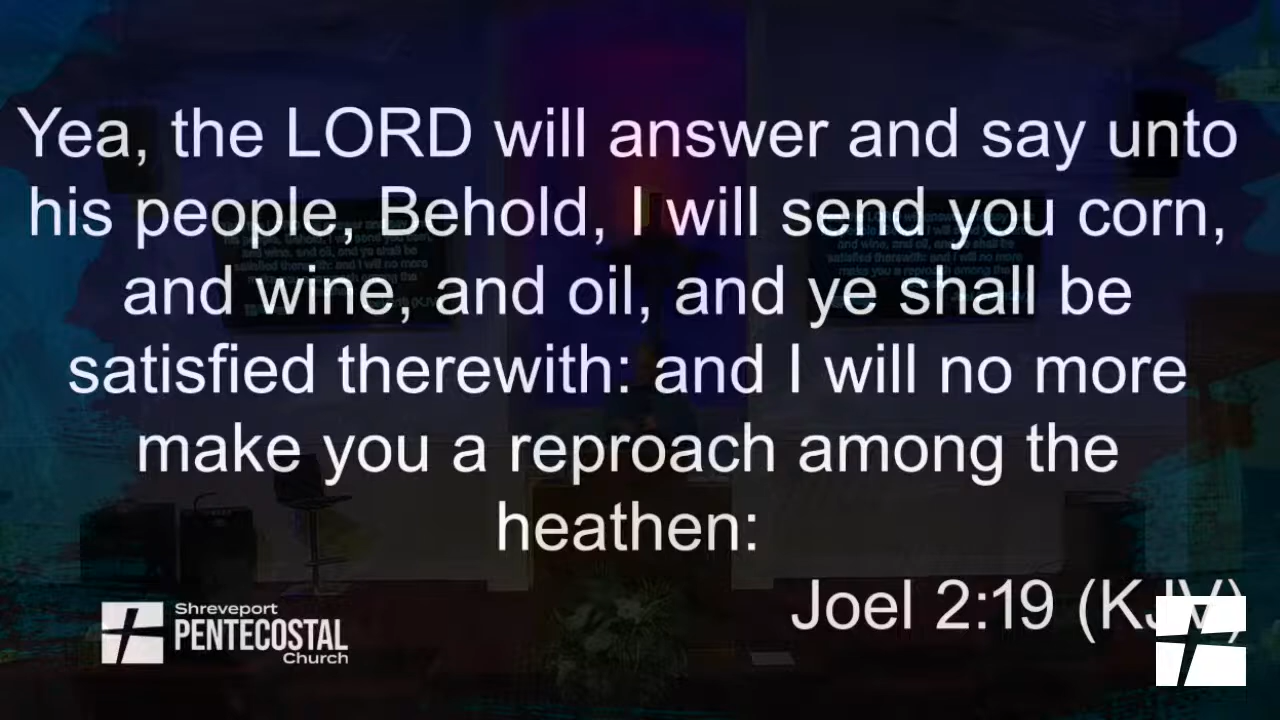 Yea, the LORD will answer and say unto
his people, Behold, I will send you corn,
and wine, and oil, and ye shall be
satisfied therewith: and I will no more
make you a reproach among the
heathen:
Joel 2:19 (KJV)
Shreveport
PENTECOSTAL
Church